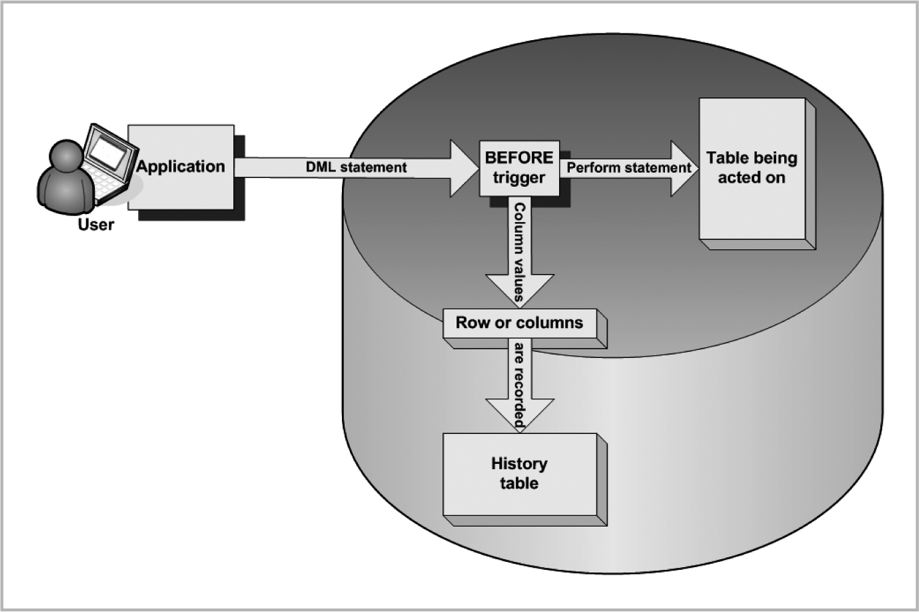 User
Application
DML statement
BEFORE
trigger
Perform statement
Table being
acted on
Column values
Row or columns
are recorded
History
table